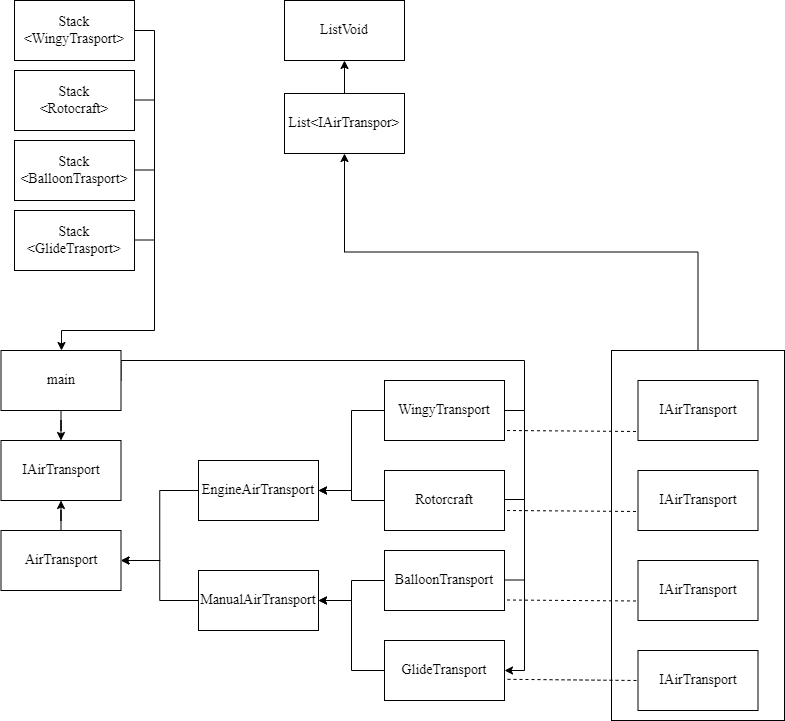 Stack
<WingyTrasport>
ListVoid
Stack
<Rotocraft>
List<IAirTranspor>
Stack
<BalloonTrasport>
Stack
<GlideTrasport>
main
WingyTransport
IAirTransport
IAirTransport
EngineAirTransport
Rotorcraft
IAirTransport
AirTransport
ManualAirTransport
BalloonTransport
IAirTransport
GlideTransport
IAirTransport